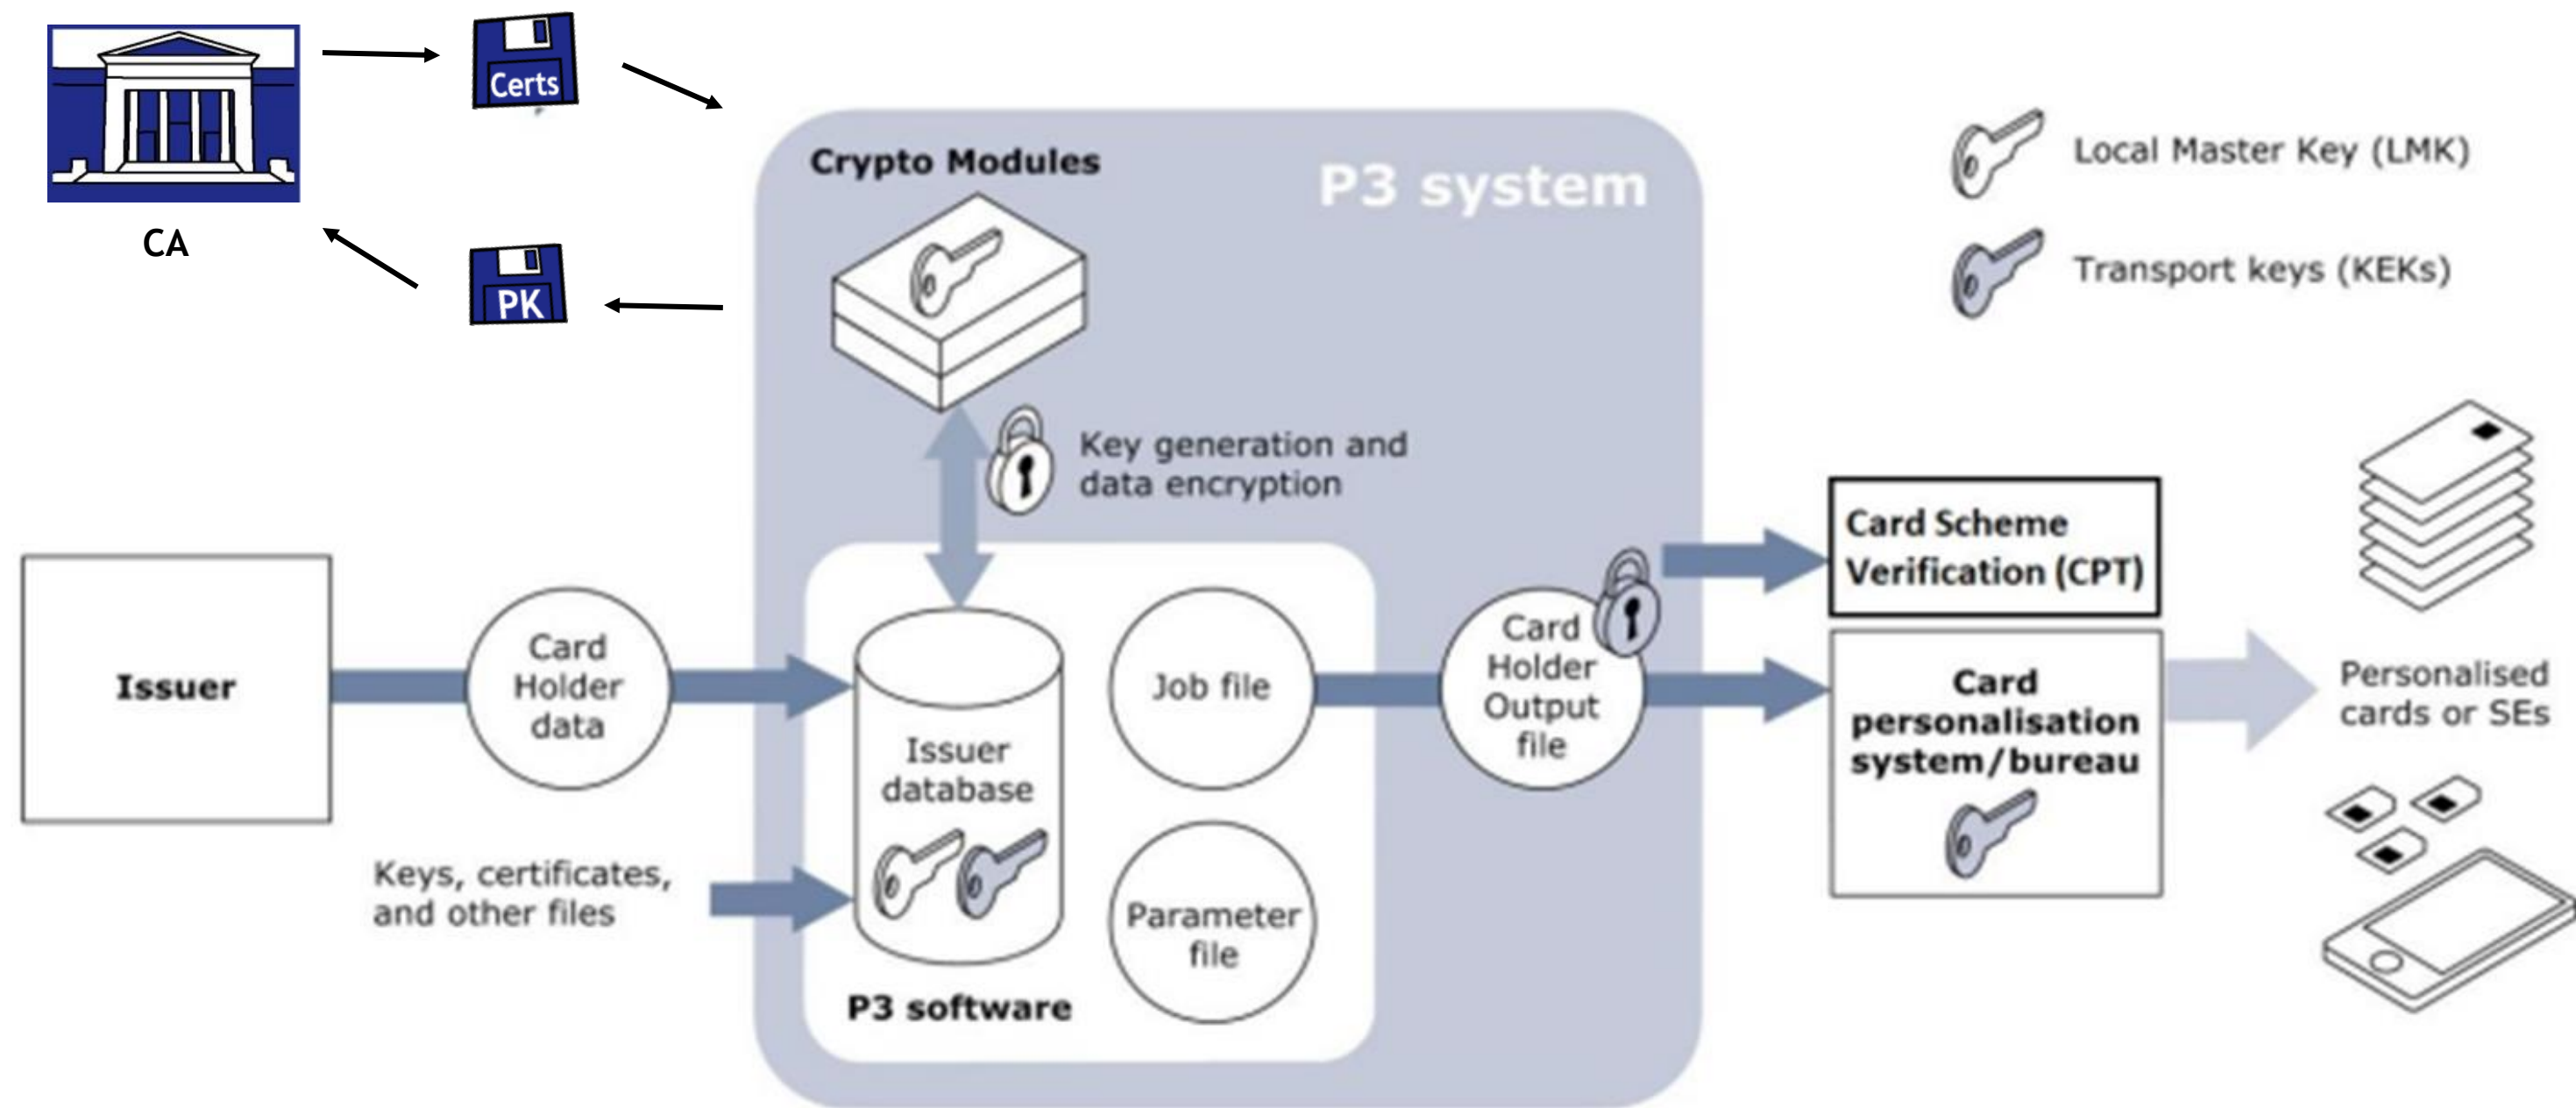 Certs
CA
PK
Crypto Modules
P3 system
Local Master Key (LMK)
Transport keys (KEKs)
Key generation and
data encryption
Issuer
Card
Holder
data
Keys, certificates,
and other files
Issuer
database
P3 software
Job file
Parameter
file
Card
Holder
Output
file
Card Scheme
Verification (CPT)
Card
personalisation
system/bureau
Personalised
cards or SEs